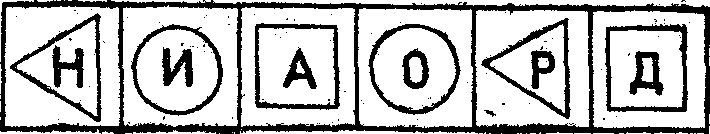 Н И А О Р Д